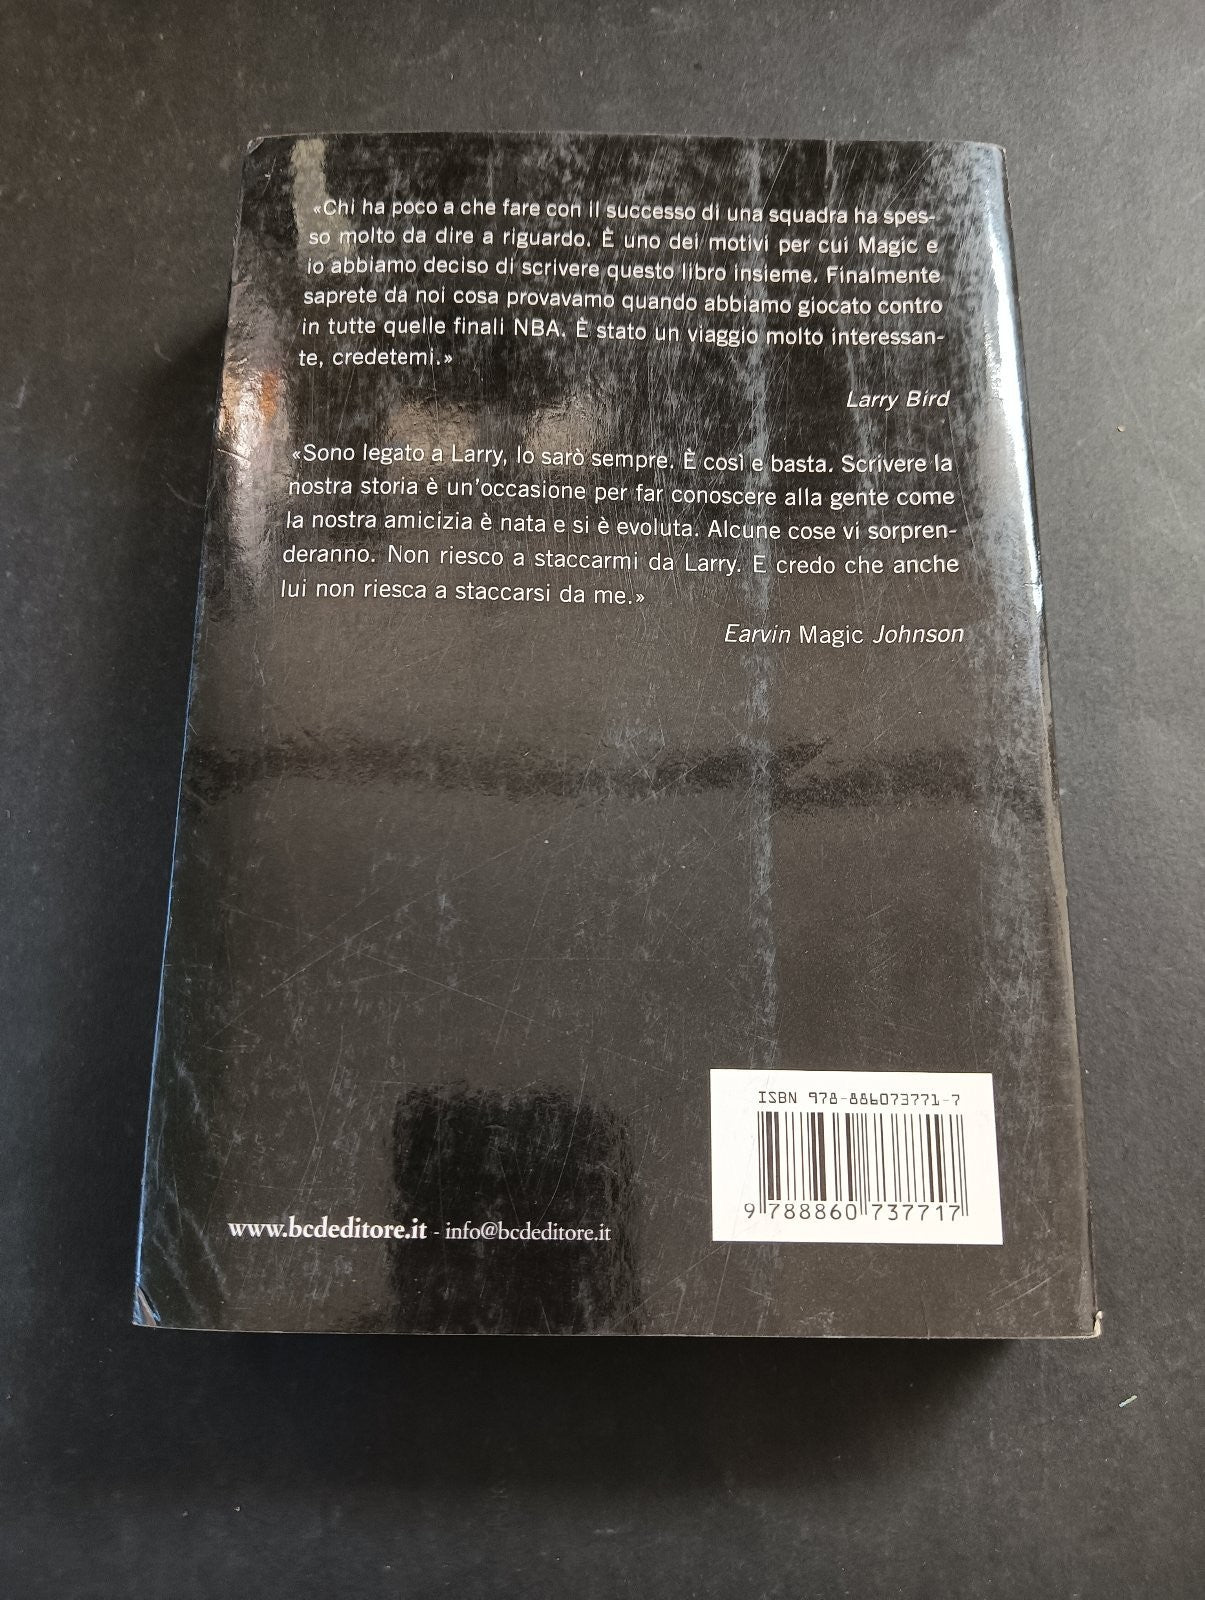 «Chi ha poco a che fare con il successo di una squadra ha spes-
so molto da dire a riguardo. È uno dei motivi per cui Magic e
io abbiamo deciso di scrivere questo libro insieme. Finalmente
saprete da noi cosa provavamo quando abbiamo giocato contro
in tutte quelle finali NBA. È stato un viaggio molto interessan-
te, credetemi.»
Larry Bird
«Sono legato a Larry, lo sarò sempre. È così e basta. Scrivere la
nostra storia è un'occasione per far conoscere alla gente come
la nostra amicizia è nata e si è evoluta. Alcune cose vi sorpren-
deranno. Non riesco a staccarmi da Larry. E credo che anche
lui non riesca a staccarsi da me.»
Earvin Magic Johnson
ISBN 978-886073771-7
9 788860 737717
www.bcdeditore.it - info@bcdeditore.it